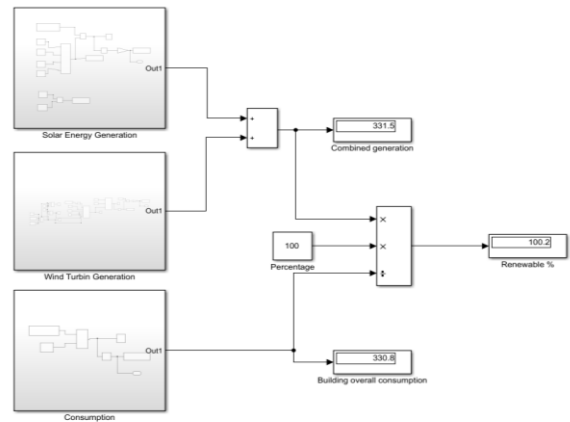 Out1
Solar Energy Generation
+
+
331.5
Combined generation
Out1
Wind Turbin Generation
100
Percentage
×
×
÷
100.2
Renewable %
Out1
Consumption
330.8
Building overall consumption